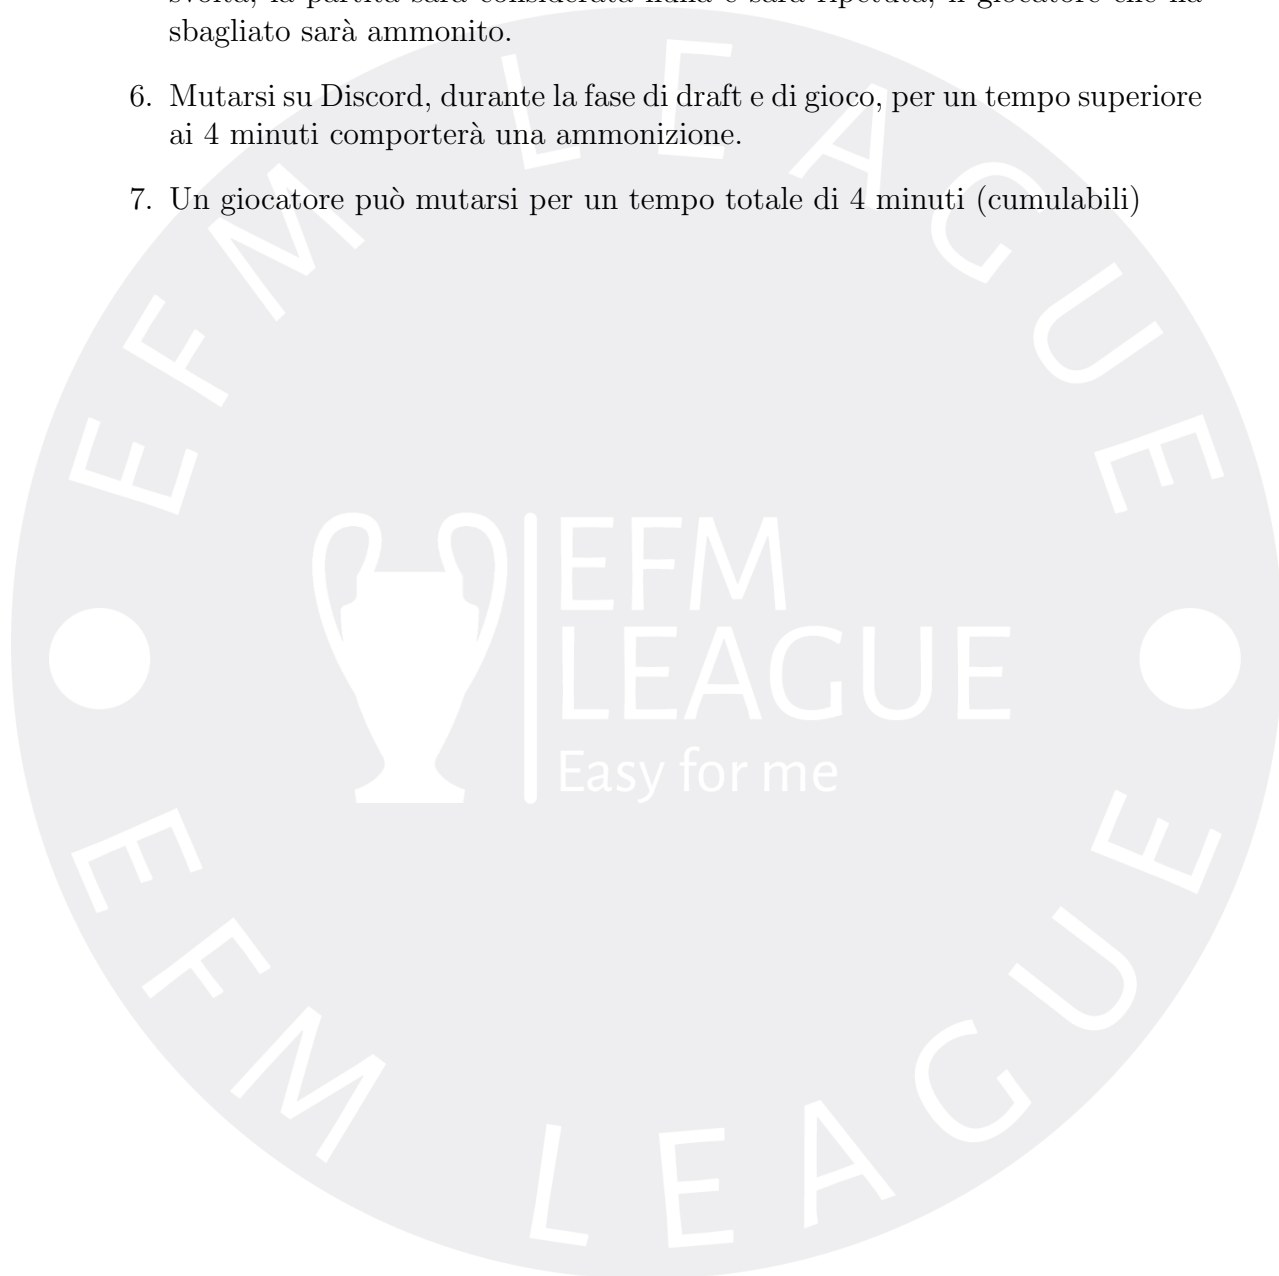 svolta, la partita sarà considerata nulla e sarà ripetuta, il giocatore che ha
sbagliato sarà ammonito.
6. Mutarsi su Discord, durante la fase di draft e di gioco, per un tempo superiore
ai 4 minuti comporterà una ammonizione.
7. Un giocatore può mutarsi per un tempo totale di 4 minuti (cumulabili)
EFM LEAGUE
EFM
LEAGUE
Easy for me
EFM LEAGUE